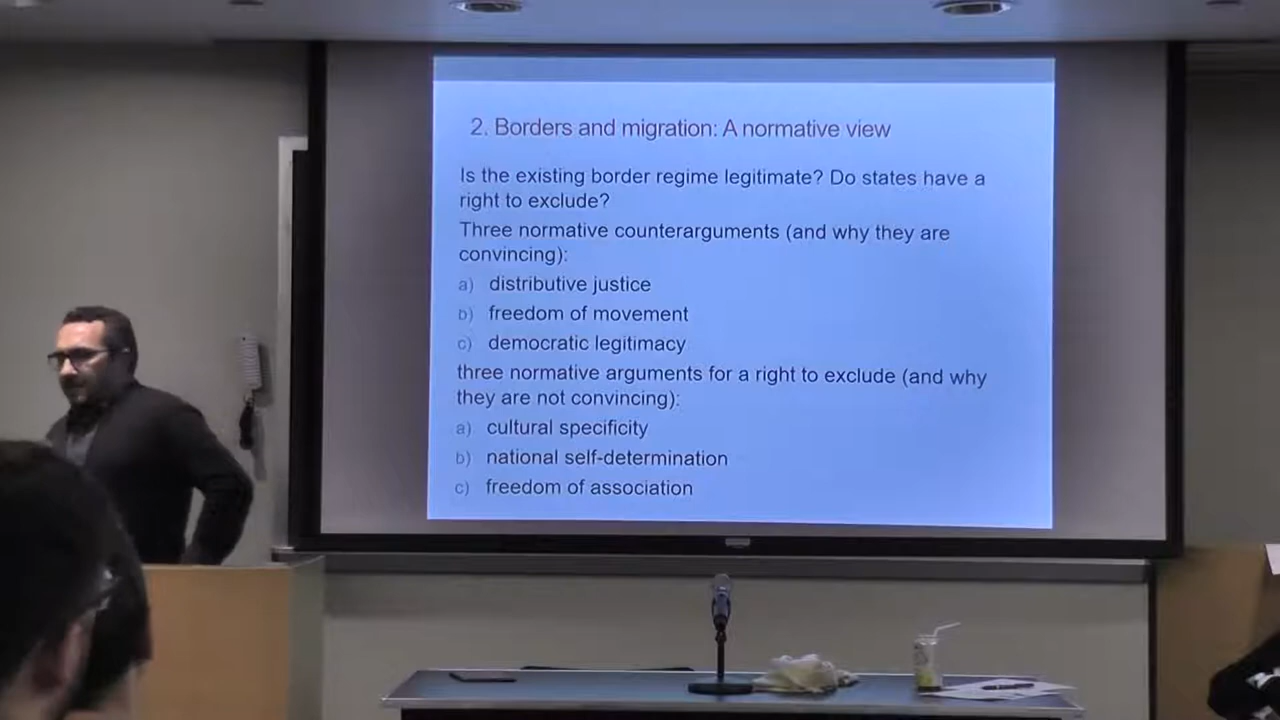 2. Borders and migration: A normative view
Is the existing border regime legitimate? Do states have a
right to exclude?
Three normative counterarguments (and why they are
convincing):
a) distributive justice
b) freedom of movement
c) democratic legitimacy
three normative arguments for a right to exclude (and why
they are not convincing):
a) cultural specificity
b) national self-determination
c) freedom of association